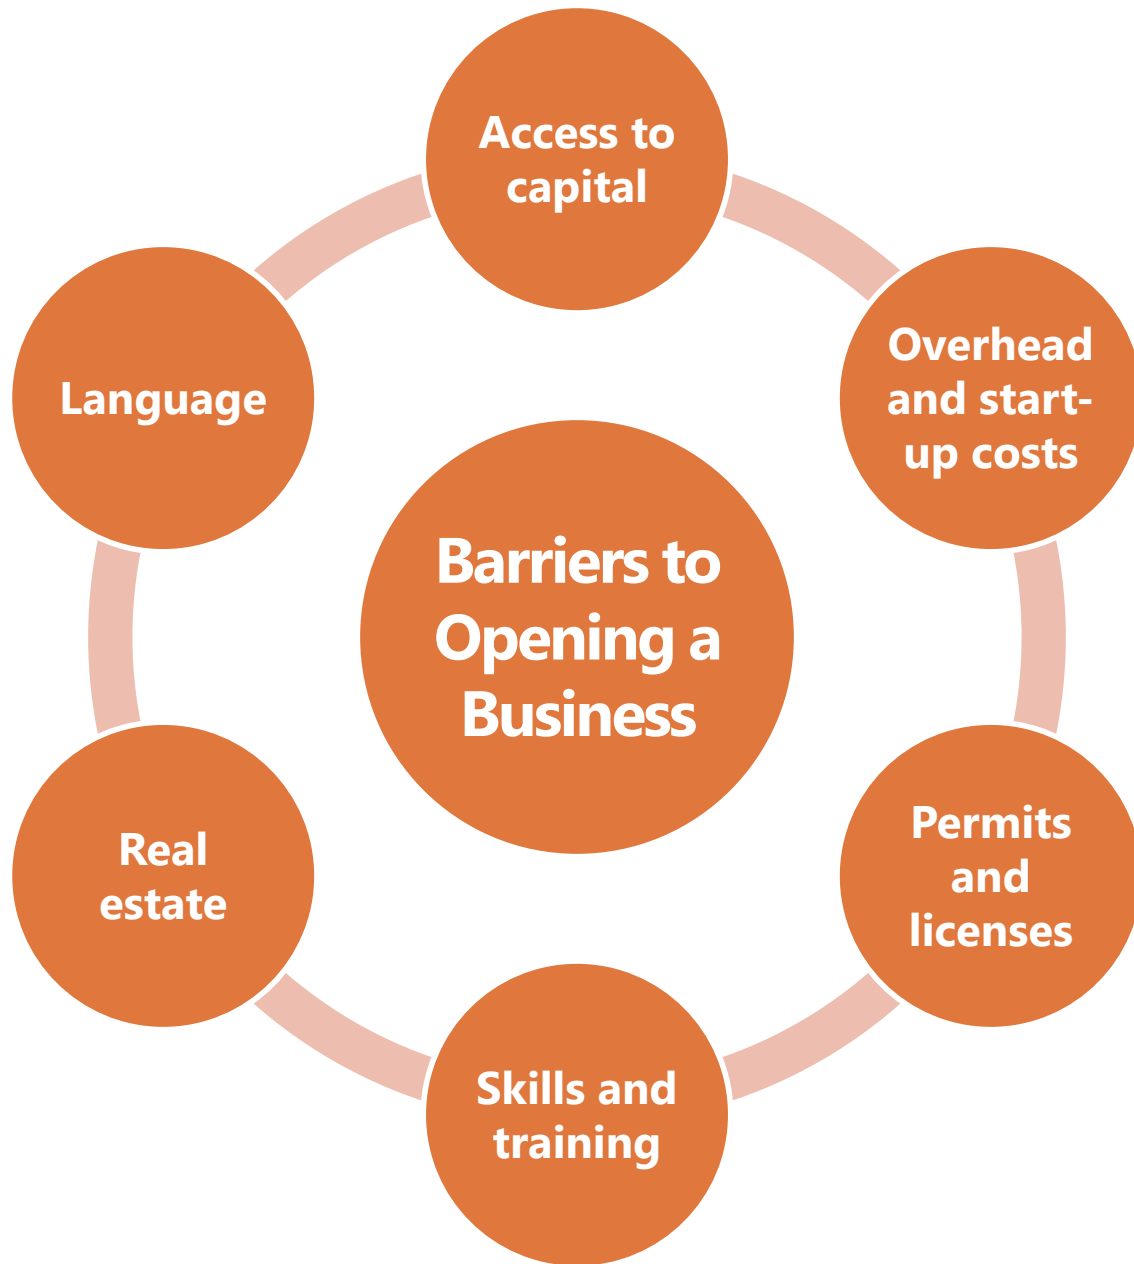 Access to
capital
Overhead
and start-
up costs
Permits
and
licenses
Skills and
training
Real
estate
Language
Barriers to
Opening a
Business